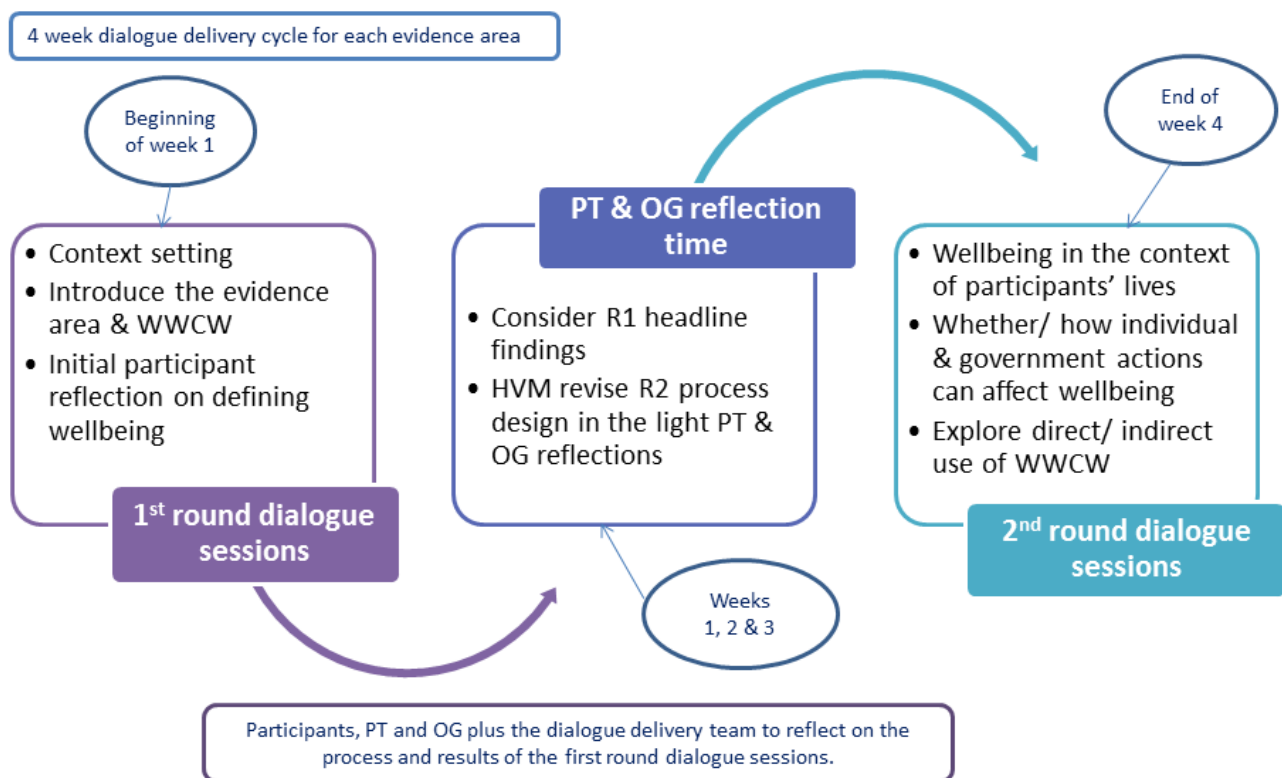 4 week dialogue delivery cycle for each evidence area
Beginning
of week 1
• Context setting
• Introduce the evidence
area & WWCW
• Initial participant
reflection on defining
wellbeing
1st round dialogue
sessions
PT & OG reflection
time
• Consider R1 headline
findings
• HVM revise R2 process
design in the light PT &
OG reflections
Weeks
1, 2 & 3
End of
week 4
• Wellbeing in the context
of participants’ lives
• Whether/ how individual
& government actions
can affect wellbeing
• Explore direct/ indirect
use of WWCW
2nd round dialogue
sessions
Participants, PT and OG plus the dialogue delivery team to reflect on the
process and results of the first round dialogue sessions.